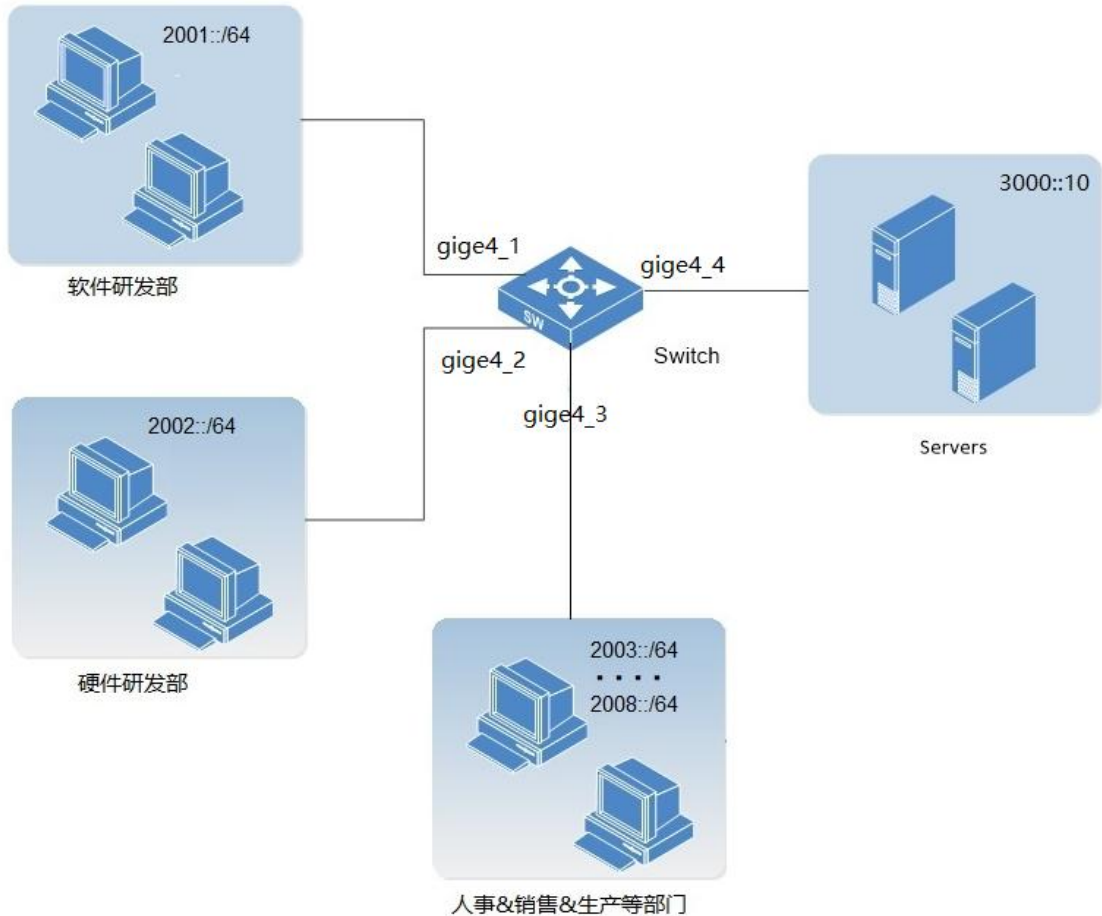 2001::/64
软件研发部
gige4_1
gige4_4
3000::10
SW
Switch
Servers
gige4_2
gige4_3
2002::/64
硬件研发部
2003::/64
····
2008::/64
人事&销售&生产等部门